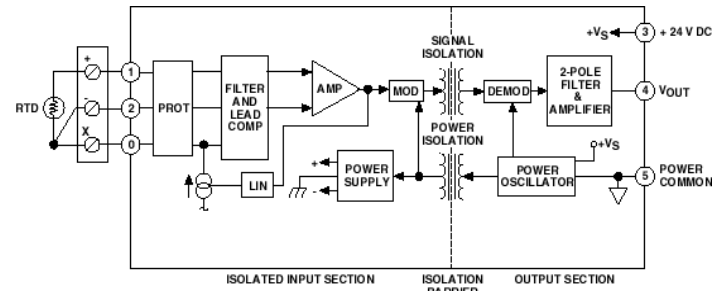 SIGNAL
ISOLATION
+VS
3
+ 24 V DC
+
1
RTD
-
2
X
0
PROT
FILTER
AND
LEAD
COMP
AMP
MOD
DEMOD
2-POLE
FILTER
&
AMPLIFIER
4
VOUT
POWER
ISOLATION
+VS
LIN
+
-
POWER
SUPPLY
POWER
OSCILLATOR
5
POWER
COMMON
ISOLATED INPUT SECTION
ISOLATION
BARRIER
OUTPUT SECTION